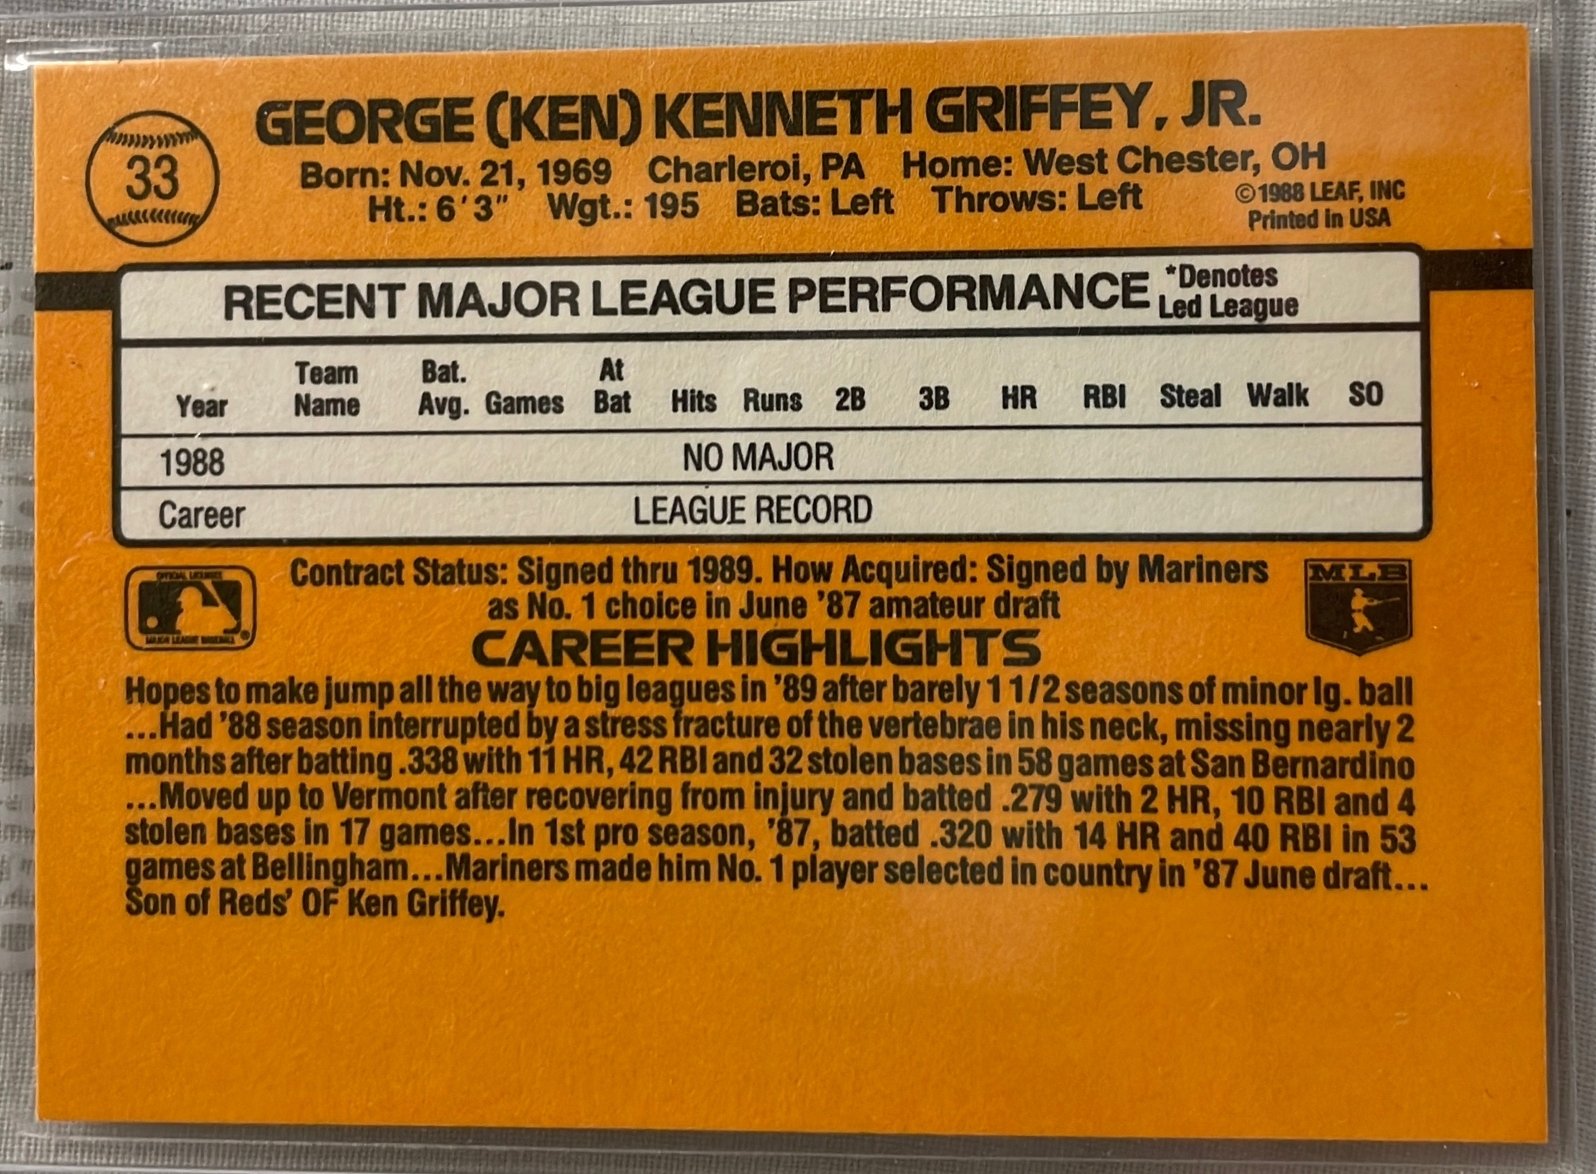 33
GEORGE (KEN) KENNETH GRIFFEY, JR.
Born: Nov. 21, 1969 Charleroi, PA Home: West Chester, OH
Ht.: 6'3" Wgt.: 195 Bats: Left Throws: Left
©1988 LEAF, INC
Printed in USA
RECENT MAJOR LEAGUE PERFORMANCE *Denotes Led League
Year Team Name Bat. Avg. Games At Bat Hits Runs 2B 3B HR RBI Steal Walk SO
1988 NO MAJOR
Career LEAGUE RECORD
Contract Status: Signed thru 1989. How Acquired: Signed by Mariners
as No. 1 choice in June '87 amateur draft
OFFICIAL LICENSEE
MAJOR LEAGUE BASEBALL®
MLB
CAREER HIGHLIGHTS
Hopes to make jump all the way to big leagues in '89 after barely 1 1/2 seasons of minor lg. ball
...Had '88 season interrupted by a stress fracture of the vertebrae in his neck, missing nearly 2
months after batting .338 with 11 HR, 42 RBI and 32 stolen bases in 58 games at San Bernardino
...Moved up to Vermont after recovering from injury and batted .279 with 2 HR, 10 RBI and 4
stolen bases in 17 games...In 1st pro season, '87, batted .320 with 14 HR and 40 RBI in 53
games at Bellingham...Mariners made him No. 1 player selected in country in '87 June draft...
Son of Reds' OF Ken Griffey.